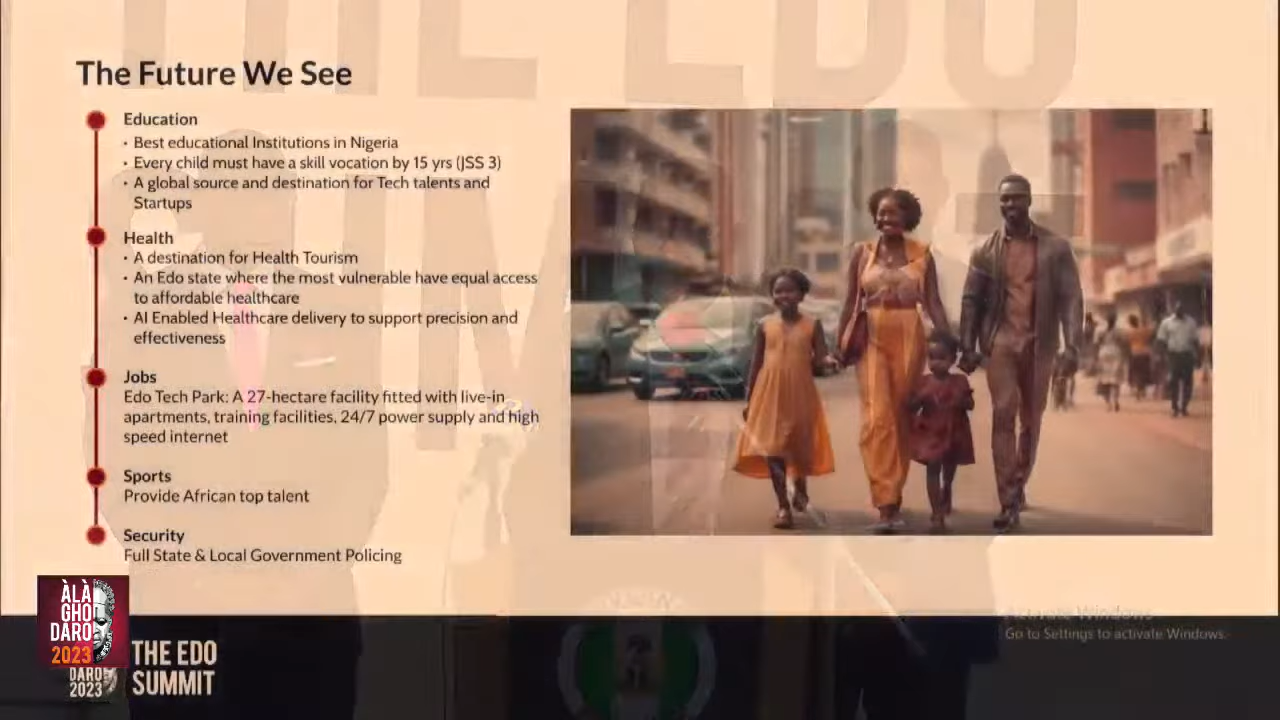 THE EDO
The Future We See
Education
• Best educational Institutions in Nigeria
• Every child must have a skill vocation by 15 yrs (JSS 3)
• A global source and destination for Tech talents and
Startups
Health
• A destination for Health Tourism
• An Edo state where the most vulnerable have equal access
to affordable healthcare
• AI Enabled Healthcare delivery to support precision and
effectiveness
Jobs
Edo Tech Park: A 27-hectare facility fitted with live-in
apartments, training facilities, 24/7 power supply and high
speed internet
Sports
Provide African top talent
Security
Full State & Local Government Policing
ÀLÀ
GHO
DARO
2023
DARO
2023
THE EDO
SUMMIT
Activate Windows
Go to Settings to activate Windows.